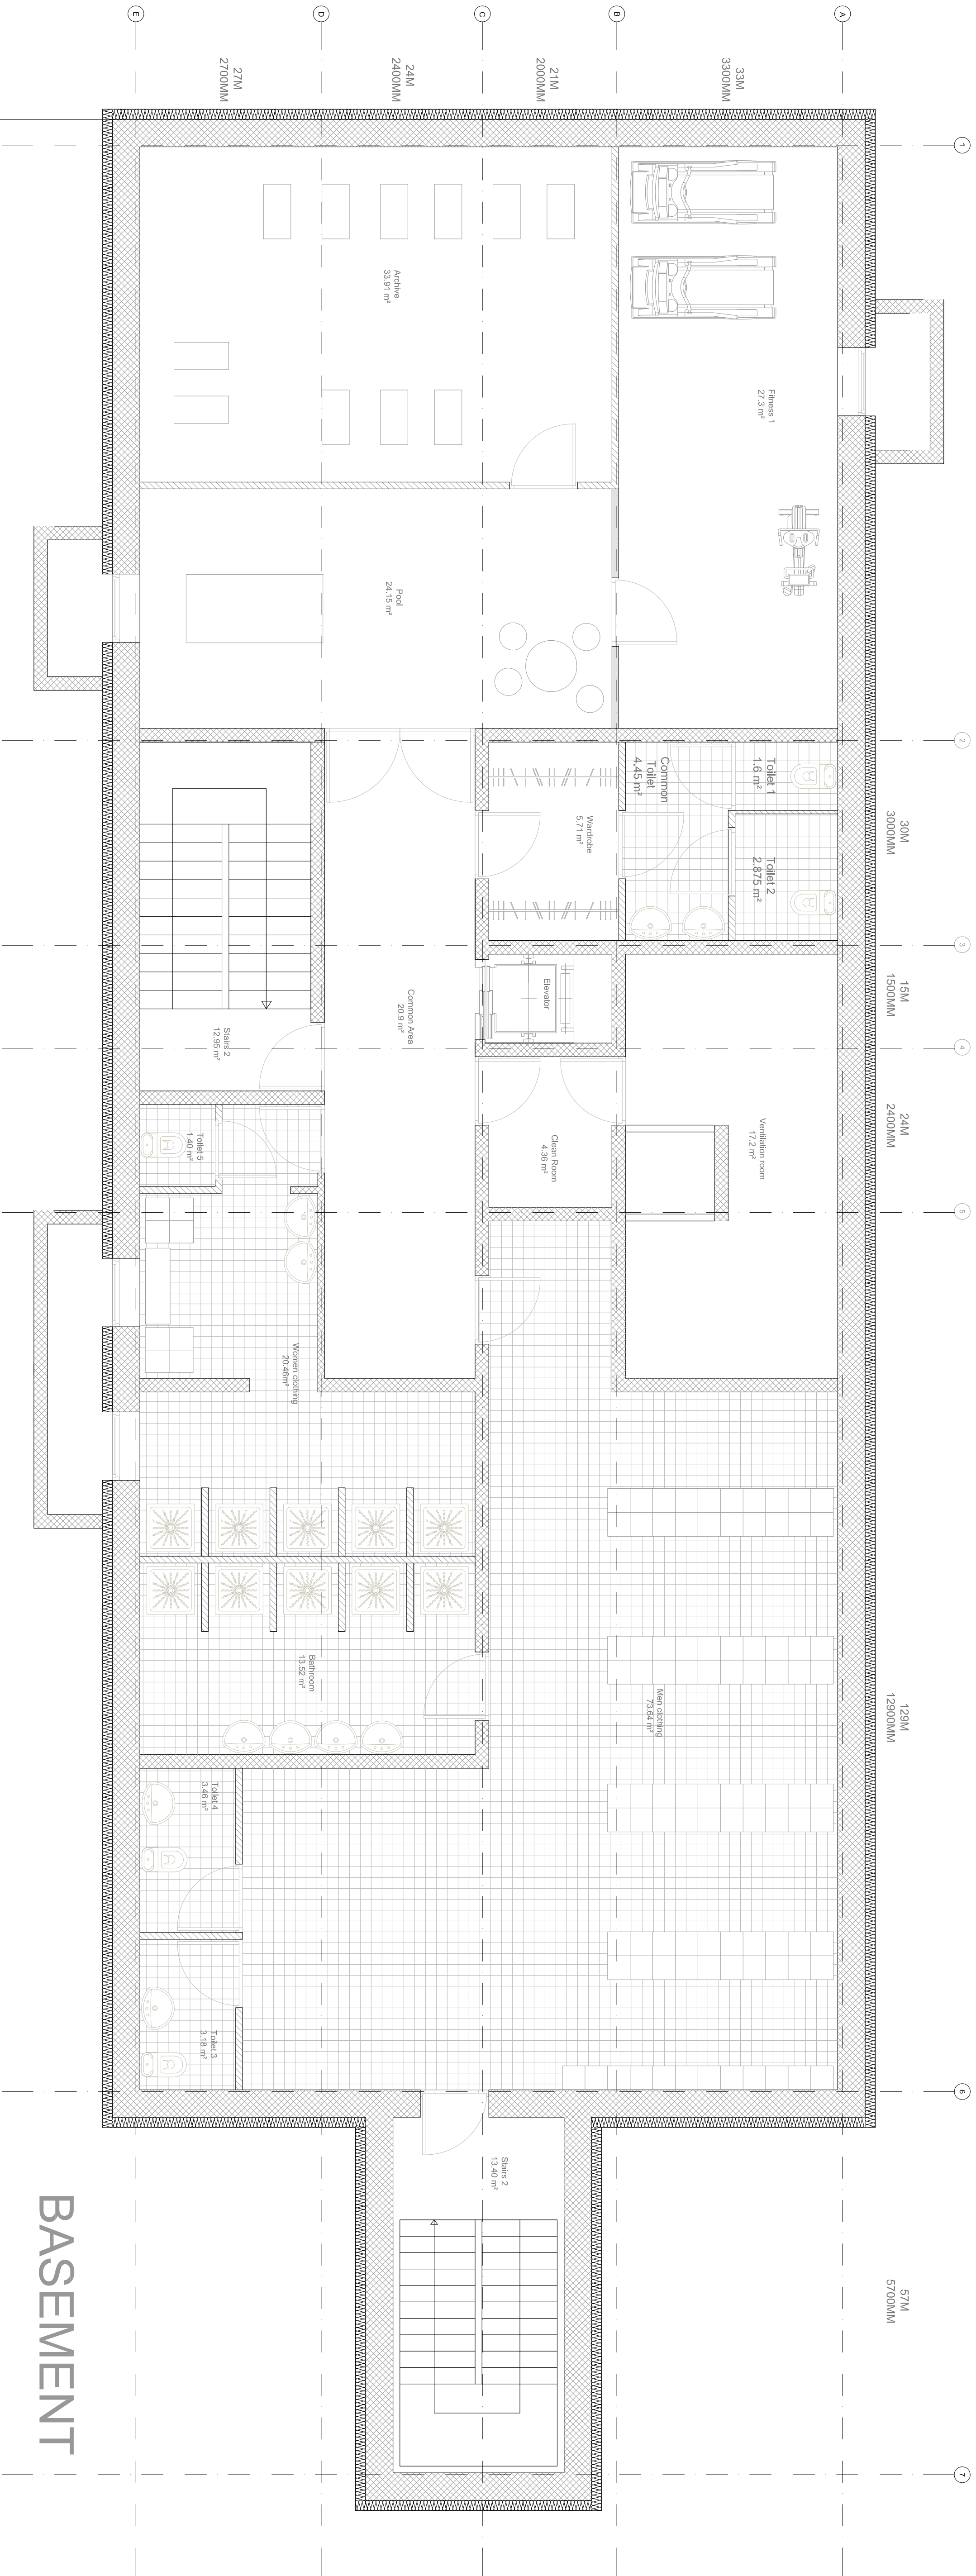 E
D
C
B
A
27M
2700MM
24M
2400MM
21M
2000MM
33M
3300MM
1
2
3
4
5
6
7
30M
3000MM
15M
1500MM
24M
2400MM
129M
12900MM
57M
5700MM
Archive
33.91 m²
Fitness 1
27.3 m²
Pool
24.15 m²
Toilet 1
1.6 m²
Common
Toilet
4.45 m²
Toilet 2
2.875 m²
Wardrobe
5.71 m²
Elevator
Common Area
20.9 m²
Stairs 2
12.95 m²
Ventilation room
17.2 m²
Clean Room
4.36 m²
Toilet 5
1.40 m²
Women clothing
20.46m²
Bathroom
13.52 m²
Men clothing
73.64 m²
Toilet 4
3.46 m²
Toilet 3
3.18 m²
Stairs 2
13.40 m²
BASEMENT